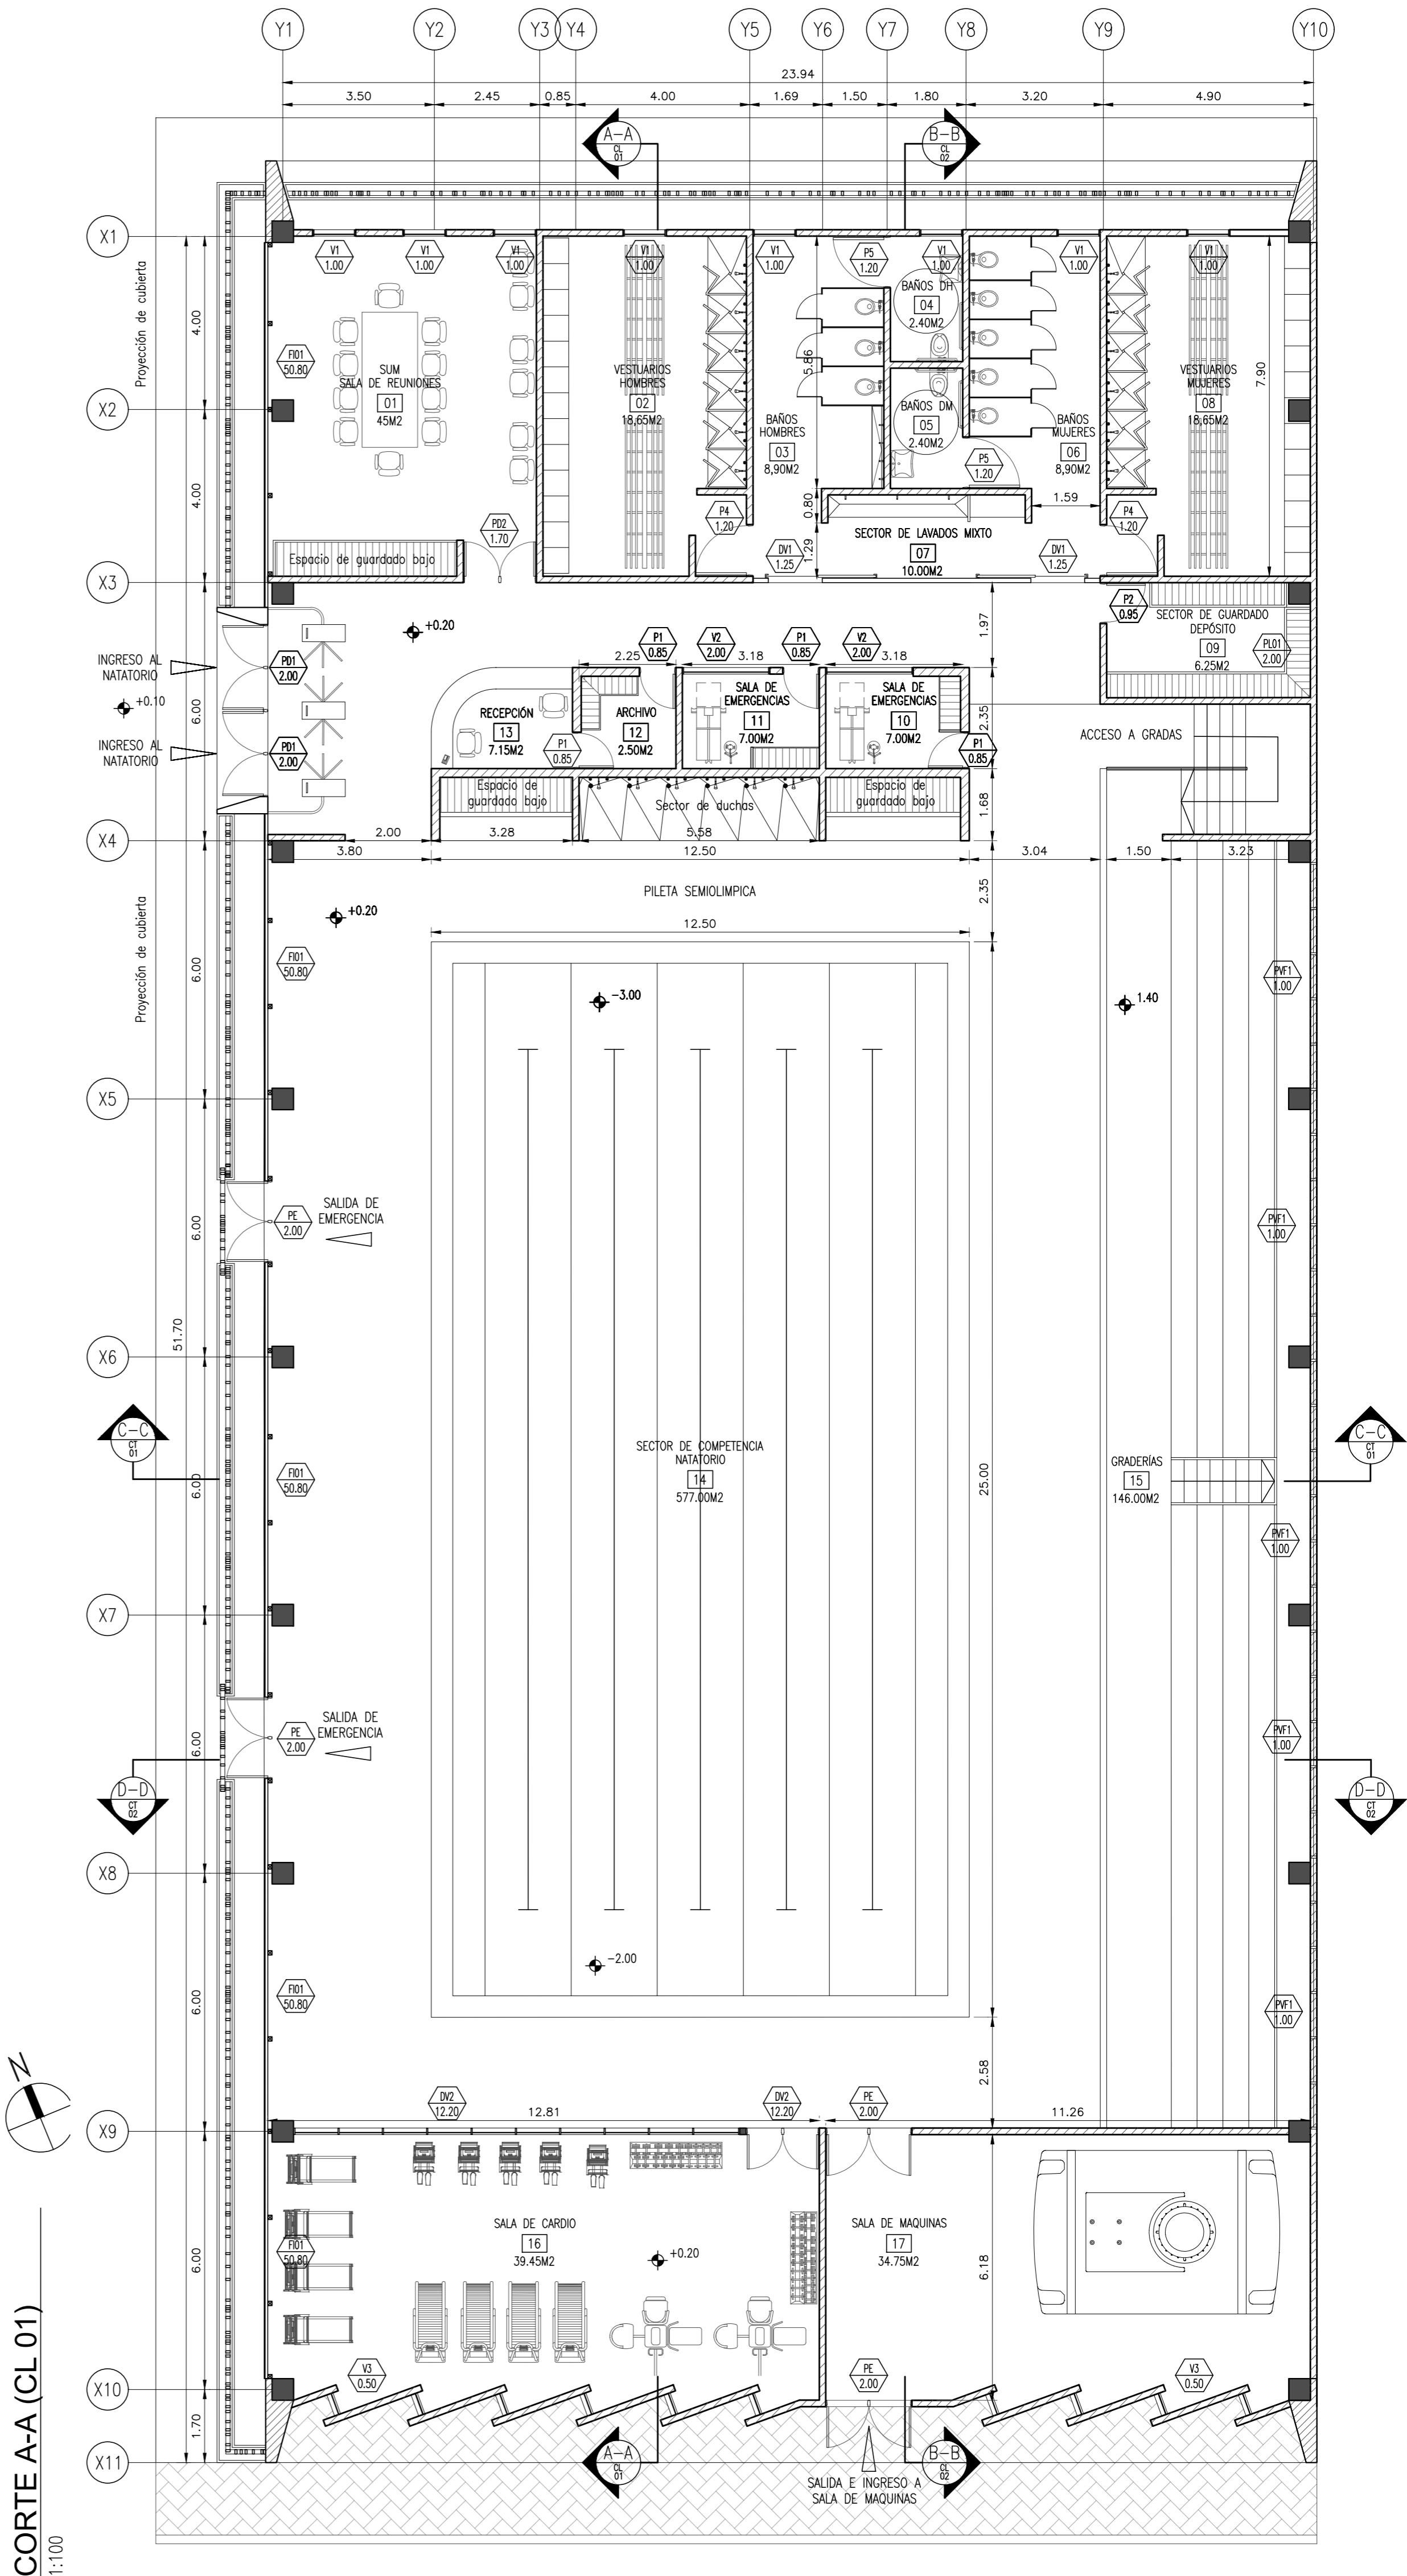 Y1 Y2 Y3 Y4 Y5 Y6 Y7 Y8 Y9 Y10
23.94
3.50 2.45 0.85 4.00 1.69 1.50 1.80 3.20 4.90
A-A
CL
01
B-B
CL
02
X1
V1
1.00
V1
1.00
V1
1.00
V1
1.00
V1
1.00
P5
1.20
V1
1.00
V1
1.00
V1
1.00
Proyección de cubierta
4.00
FI01
50.80
SUM
SALA DE REUNIONES
01
45M2
VESTUARIOS
HOMBRES
02
18,65M2
5.86
BAÑOS DH
04
2.40M2
BAÑOS DM
05
2.40M2
VESTUARIOS
MUJERES
08
18,65M2
7.90
X2
BAÑOS
HOMBRES
03
8,90M2
BAÑOS
MUJERES
06
8,90M2
P5
1.20
4.00
PD2
1.70
P4
1.20
0.80
1.59
P4
1.20
SECTOR DE LAVADOS MIXTO
07
10.00M2
1.29
DV1
1.25
DV1
1.25
Espacio de guardado bajo
X3
+0.20
1.97
P2
0.95
SECTOR DE GUARDADO
DEPÓSITO
09
6.25M2
PL01
2.00
P1
0.85
V2
2.00
P1
0.85
V2
2.00
2.25 3.18 3.18
INGRESO AL
NATATORIO
PD1
2.00
+0.10
6.00
INGRESO AL
NATATORIO
PD1
2.00
RECEPCIÓN
13
7.15M2
P1
0.85
ARCHIVO
12
2.50M2
SALA DE
EMERGENCIAS
11
7.00M2
SALA DE
EMERGENCIAS
10
7.00M2
P1
0.85
2.35
ACCESO A GRADAS
Espacio de
guardado bajo
Sector de duchas
Espacio de
guardado bajo
1.68
X4
2.00 3.28 5.58
3.80 12.50 3.04 1.50 3.23
PILETA SEMIOLIMPICA
2.35
Proyección de cubierta
+0.20
12.50
6.00
FI01
50.80
-3.00
1.40
PVF1
1.00
X5
6.00
PE
2.00
SALIDA DE
EMERGENCIA
PVF1
1.00
51.70
X6
C-C
CT
01
C-C
CT
01
6.00
FI01
50.80
SECTOR DE COMPETENCIA
NATATORIO
14
577.00M2
25.00
GRADERÍAS
15
146.00M2
PVF1
1.00
X7
6.00
PE
2.00
SALIDA DE
EMERGENCIA
PVF1
1.00
D-D
CT
02
D-D
CT
02
X8
-2.00
6.00
FI01
50.80
PVF1
1.00
2.58
N
DV2
12.20
12.81
DV2
12.20
PE
2.00
11.26
X9
6.00
FI01
50.80
SALA DE CARDIO
16
39.45M2
+0.20
SALA DE MAQUINAS
17
34.75M2
6.18
V3
0.50
PE
2.00
V3
0.50
X10
1.70
X11
A-A
CL
01
B-B
CL
02
SALIDA E INGRESO A
SALA DE MAQUINAS
CORTE A-A (CL 01)
1:100